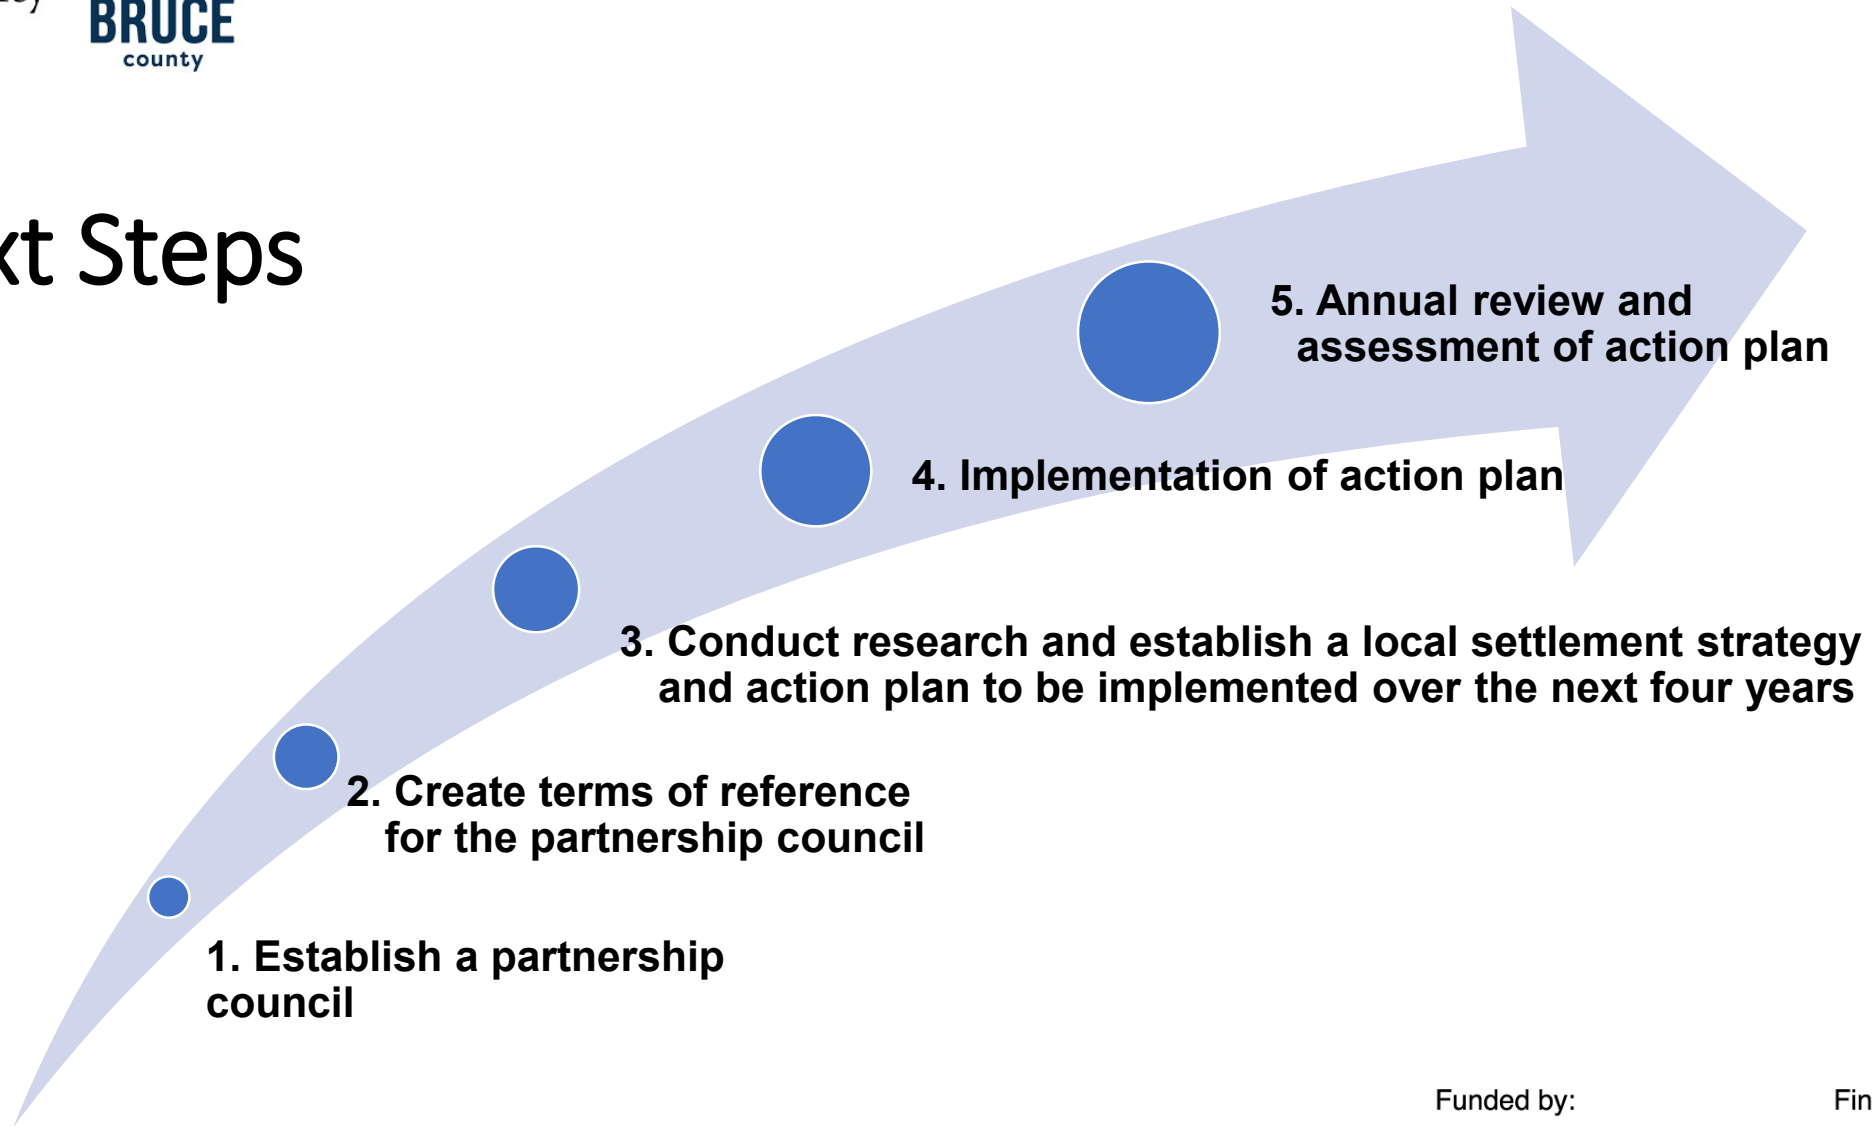 BRUCE
county
xt Steps
5. Annual review and
assessment of action plan
4. Implementation of action plan
3. Conduct research and establish a local settlement strategy
and action plan to be implemented over the next four years
2. Create terms of reference
for the partnership council
1. Establish a partnership
council
Funded by: Fin